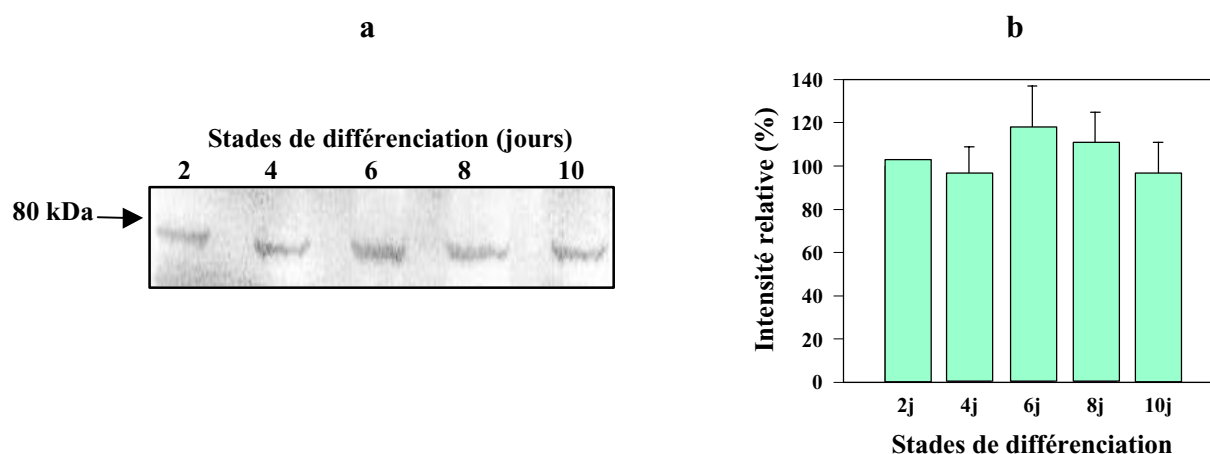 a
Stades de différenciation (jours)
2 4 6 8 10
80 kDa
b
Intensité relative (%)
140
120
100
80
60
40
20
0
2j 4j 6j 8j 10j
Stades de différenciation